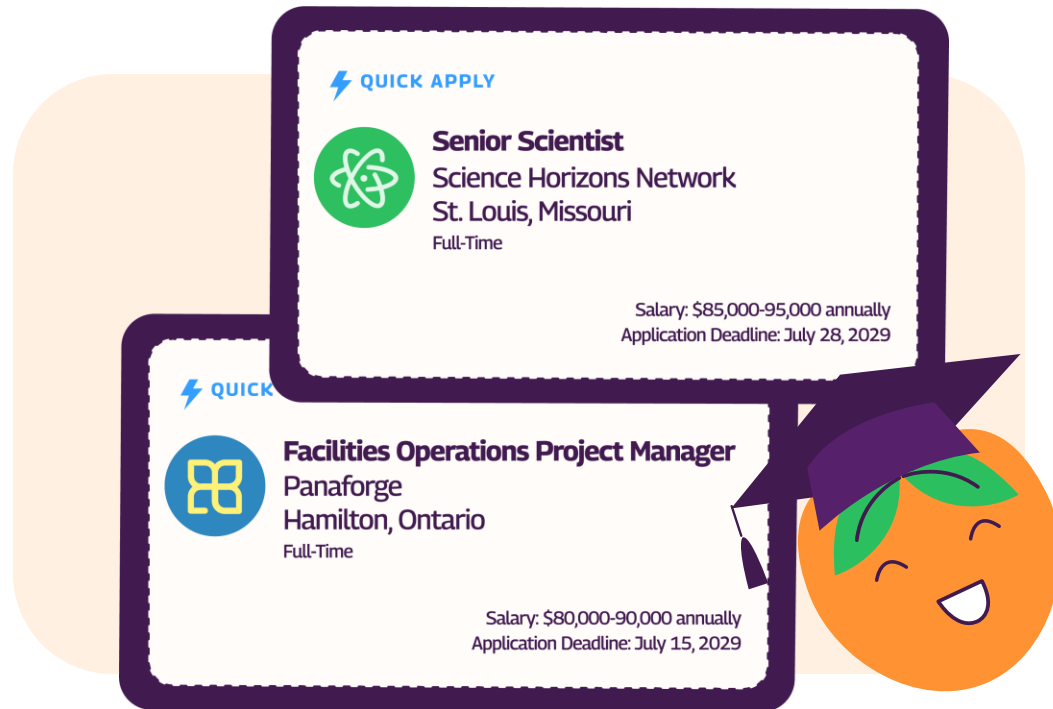 QUICK APPLY
Senior Scientist
Science Horizons Network
St. Louis, Missouri
Full-Time
Salary: $85,000-95,000 annually
Application Deadline: July 28, 2029
QUICK
Facilities Operations Project Manager
Panaforge
Hamilton, Ontario
Full-Time
Salary: $80,000-90,000 annually
Application Deadline: July 15, 2029